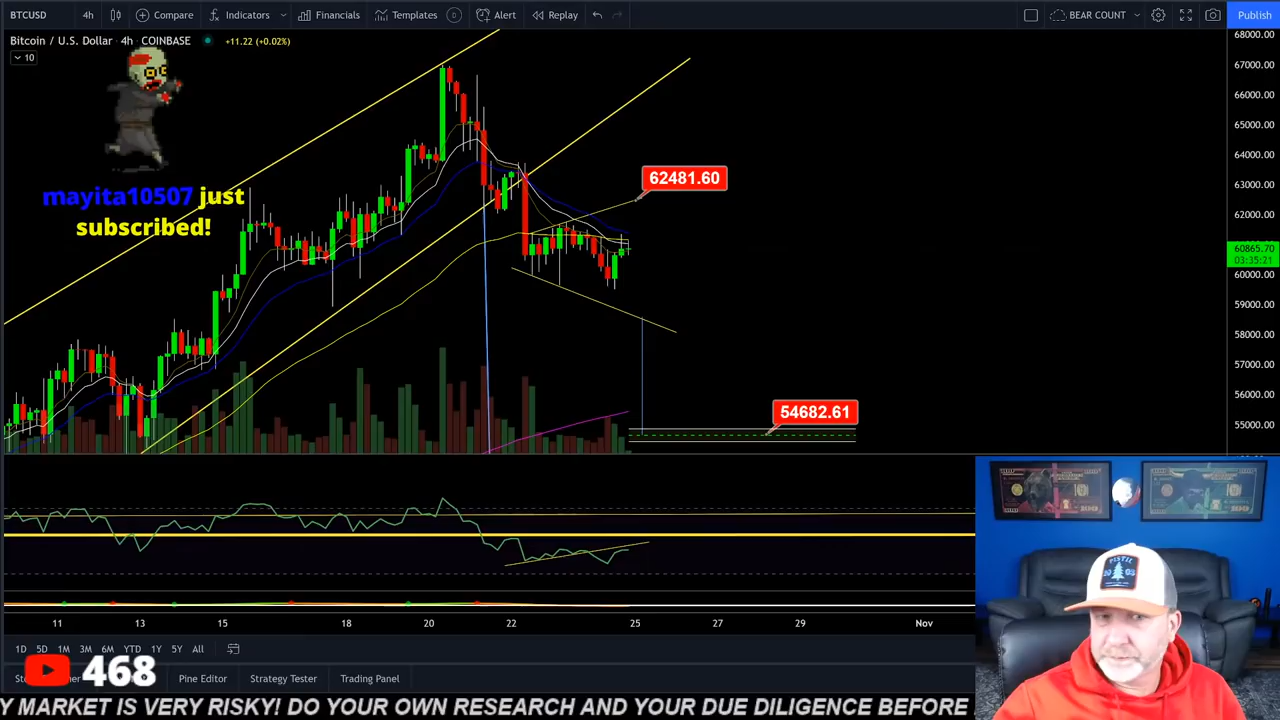 BTCUSD 4h Compare Indicators Financials Templates Alert Replay BEAR COUNT Publish
Bitcoin / U.S. Dollar 4h COINBASE +11.22 (+0.02%)
10
mayita10507 just
subscribed!
62481.60
54682.61
68000.00
67000.00
66000.00
65000.00
64000.00
63000.00
62000.00
60865.70
03:35:21
60000.00
59000.00
58000.00
57000.00
56000.00
55000.00
11 13 15 18 20 22 25 27 29 Nov
1D 5D 1M 3M 6M YTD 1Y 5Y All
468
Pine Editor Strategy Tester Trading Panel
PISTIL
Y MARKET IS VERY RISKY! DO YOUR OWN RESEARCH AND YOUR DUE DILIGENCE BEFORE